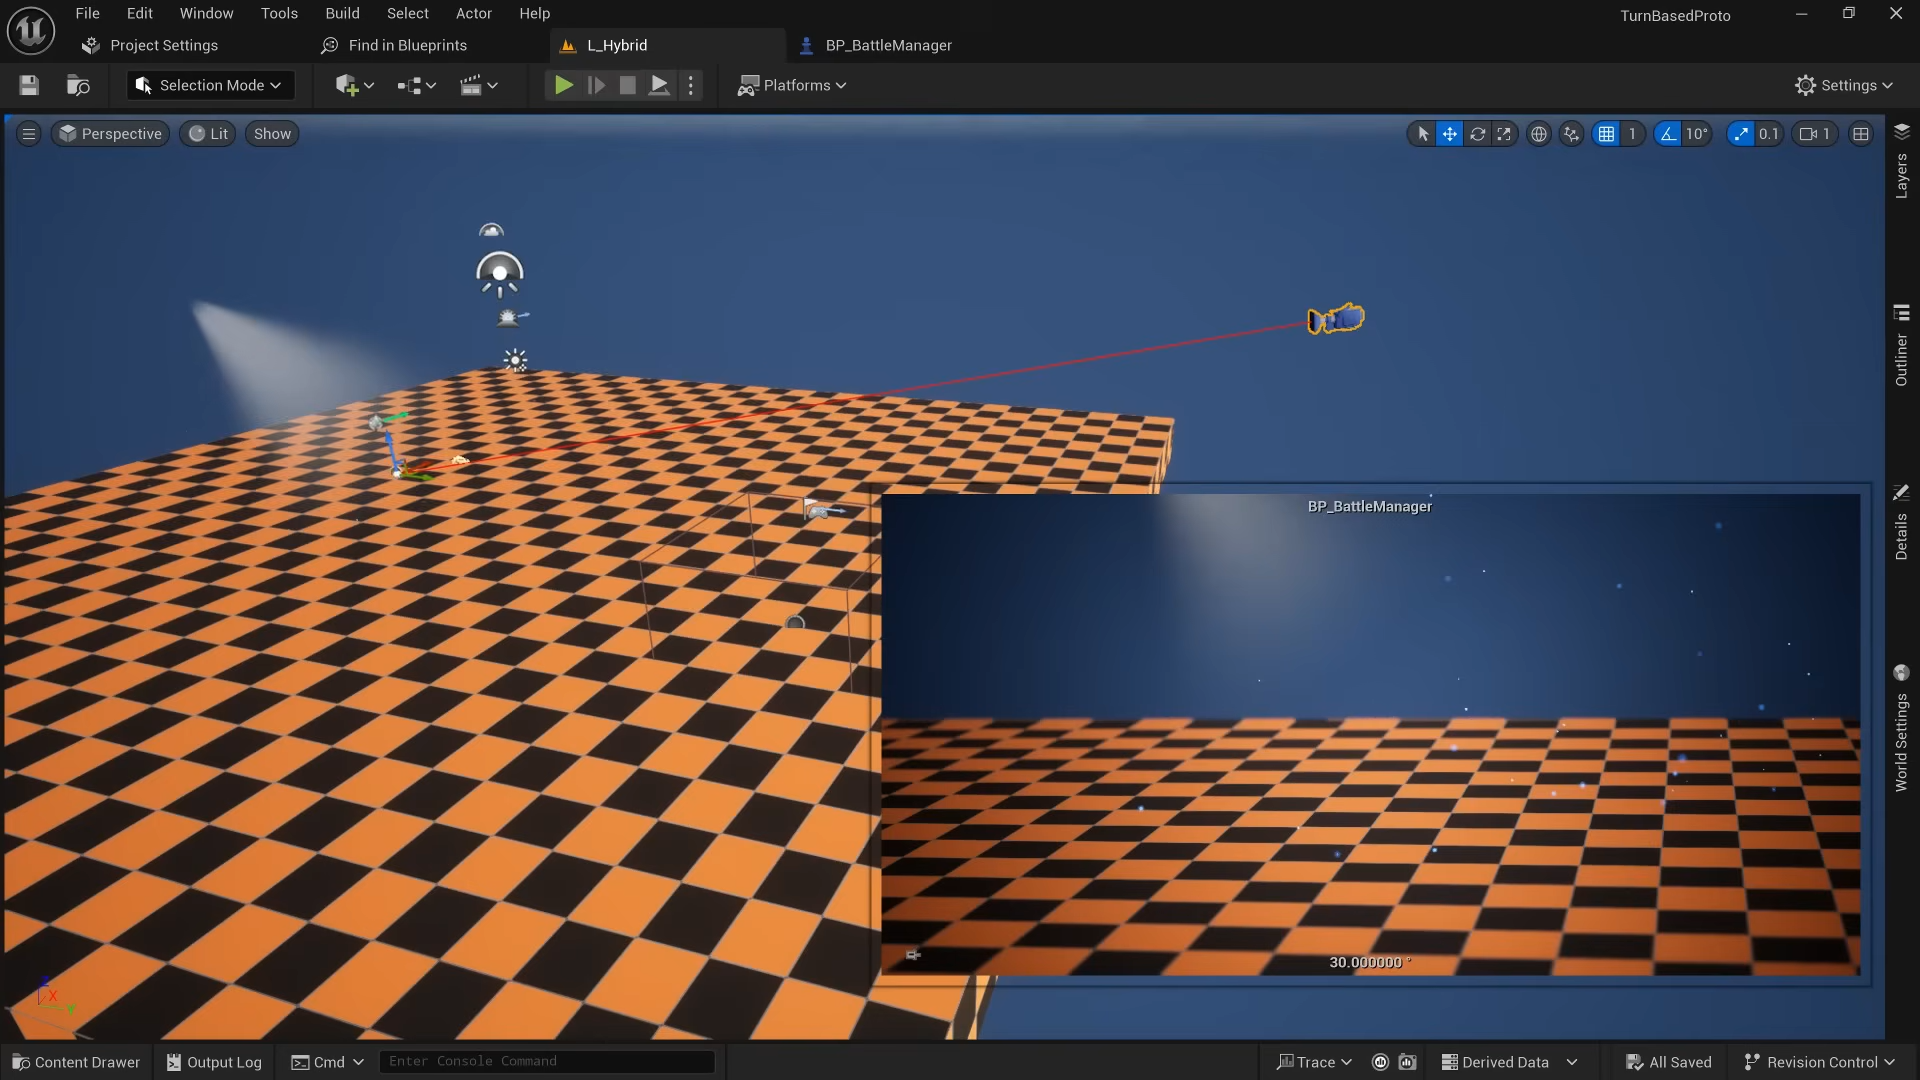 File Edit Window Tools Build Select Actor Help
TurnBasedProto
Project Settings
Find in Blueprints
L_Hybrid
BP_BattleManager
Selection Mode
Platforms
Settings
Perspective
Lit
Show
1
10°
0.1
1
Layers
Outliner
Details
World Settings
BP_BattleManager
30.000000 °
Z
X
Y
Content Drawer
Output Log
Cmd
Enter Console Command
Trace
Derived Data
All Saved
Revision Control